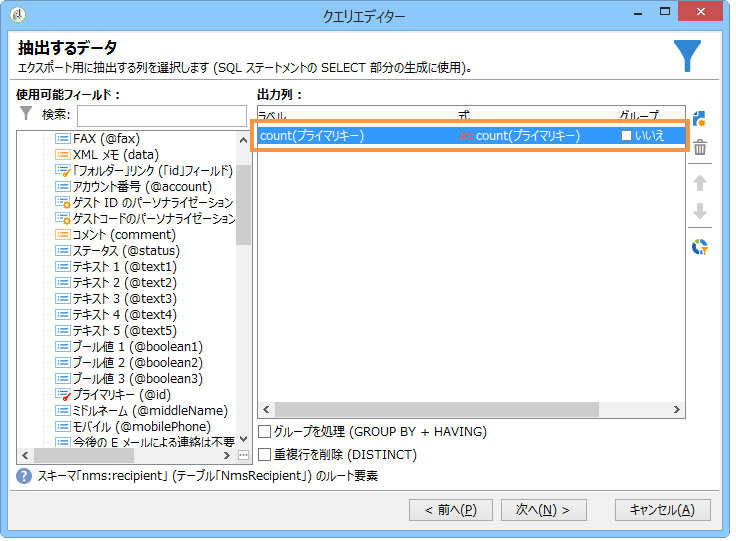 クエリエディター
抽出するデータ
エクスポート用に抽出する列を選択します (SQL ステートメントの SELECT 部分の生成に使用)。
使用可能フィールド：
検索:
FAX (@fax)
XML メモ (data)
「フォルダー」リンク (「id」フィールド)
アカウント番号 (@account)
ゲスト ID のパーソナライゼーション
ゲストコードのパーソナライゼーション
コメント (comment)
ステータス (@status)
テキスト 1 (@text1)
テキスト 2 (@text2)
テキスト 3 (@text3)
テキスト 4 (@text4)
テキスト 5 (@text5)
ブール値 1 (@boolean1)
ブール値 2 (@boolean2)
ブール値 3 (@boolean3)
プライマリキー (@id)
ミドルネーム (@middleName)
モバイル (@mobilePhone)
今後の E メールによる連絡は不要
出力列：
ラベル 式 グループ
count(プライマリキー) count(プライマリキー) いいえ
グループを処理 (GROUP BY + HAVING)
重複行を削除 (DISTINCT)
スキーマ「nms:recipient」 (テーブル「NmsRecipient」) のルート要素
< 前へ(P) 次へ(N) > キャンセル(A)